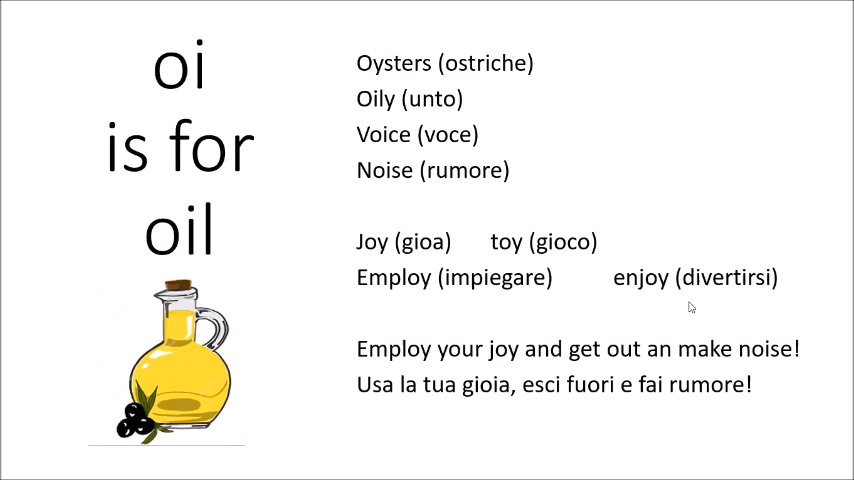 oi
is for
oil
Oysters (ostriche)
Oily (unto)
Voice (voce)
Noise (rumore)
Joy (gioa) toy (gioco)
Employ (impiegare) enjoy (divertirsi)
Employ your joy and get out an make noise!
Usa la tua gioia, esci fuori e fai rumore!